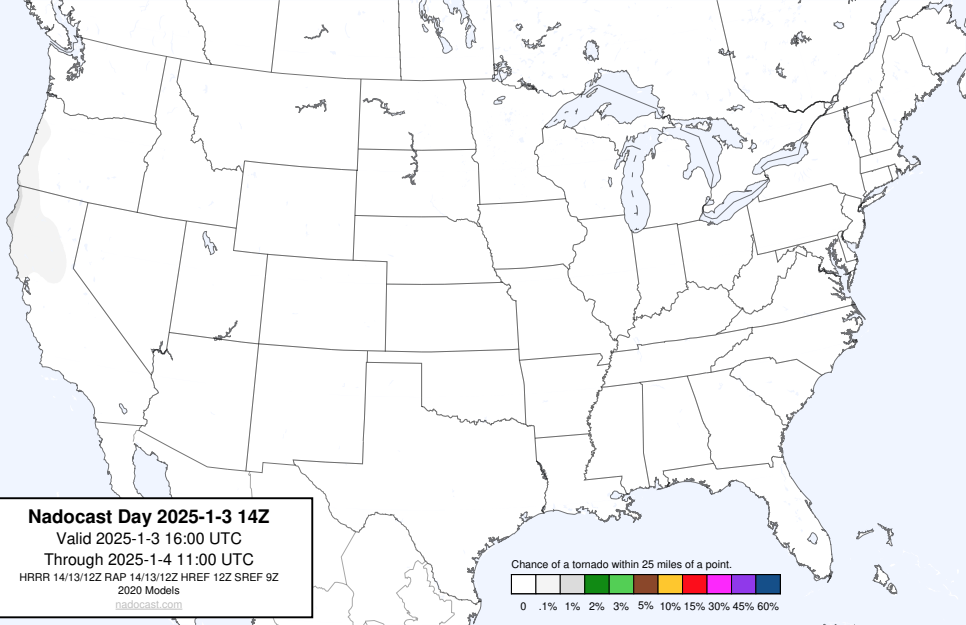 Nadocast Day 2025-1-3 14Z
Valid 2025-1-3 16:00 UTC
Through 2025-1-4 11:00 UTC
HRRR 14/13/12Z RAP 14/13/12Z HREF 12Z SREF 9Z
2020 Models
nadocast.com
Chance of a tornado within 25 miles of a point.
0 .1% 1% 2% 3% 5% 10% 15% 30% 45% 60%